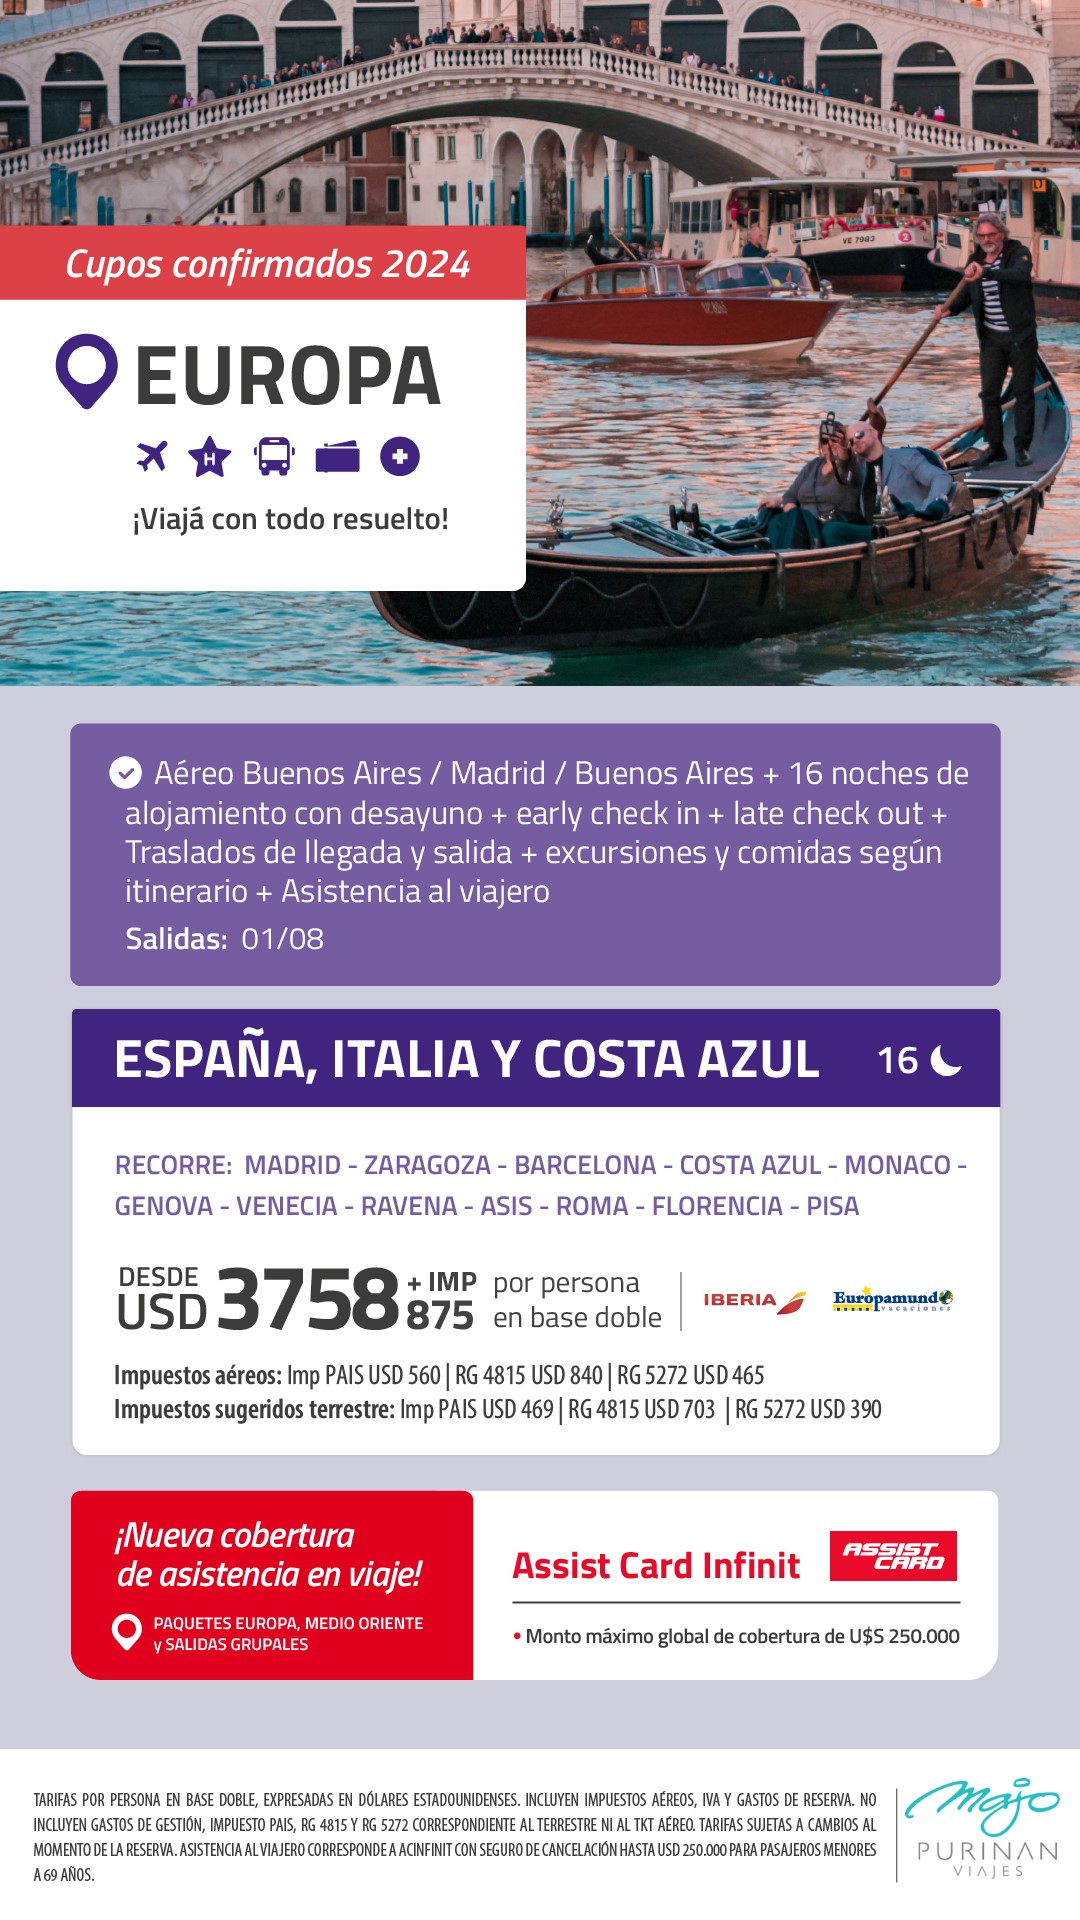 VE 7983
2
VENIS
Cupos confirmados 2024
EUROPA
H
¡Viajá con todo resuelto!
Aéreo Buenos Aires / Madrid / Buenos Aires + 16 noches de
alojamiento con desayuno + early check in + late check out +
Traslados de llegada y salida + excursiones y comidas según
itinerario + Asistencia al viajero
Salidas: 01/08
ESPAÑA, ITALIA Y COSTA AZUL 16
RECORRE: MADRID - ZARAGOZA - BARCELONA - COSTA AZUL - MONACO -
GENOVA - VENECIA - RAVENA - ASIS - ROMA - FLORENCIA - PISA
DESDE USD 3758 + IMP 875 por persona en base doble
IBERIA
Europamundo
vacaciones
Impuestos aéreos: Imp PAIS USD 560 | RG 4815 USD 840 | RG 5272 USD 465
Impuestos sugeridos terrestre: Imp PAIS USD 469 | RG 4815 USD 703 | RG 5272 USD 390
¡Nueva cobertura
de asistencia en viaje!
PAQUETES EUROPA, MEDIO ORIENTE
y SALIDAS GRUPALES
Assist Card Infinit
ASSIST
CARD
• Monto máximo global de cobertura de U$S 250.000
TARIFAS POR PERSONA EN BASE DOBLE, EXPRESADAS EN DÓLARES ESTADOUNIDENSES. INCLUYEN IMPUESTOS AÉREOS, IVA Y GASTOS DE RESERVA. NO
INCLUYEN GASTOS DE GESTIÓN, IMPUESTO PAIS, RG 4815 Y RG 5272 CORRESPONDIENTE AL TERRESTRE NI AL TKT AÉREO. TARIFAS SUJETAS A CAMBIOS AL
MOMENTO DE LA RESERVA. ASISTENCIA AL VIAJERO CORRESPONDE A ACINFINIT CON SEGURO DE CANCELACIÓN HASTA USD 250.000 PARA PASAJEROS MENORES
A 69 AÑOS.
Majo
PURINAN
VIAJES